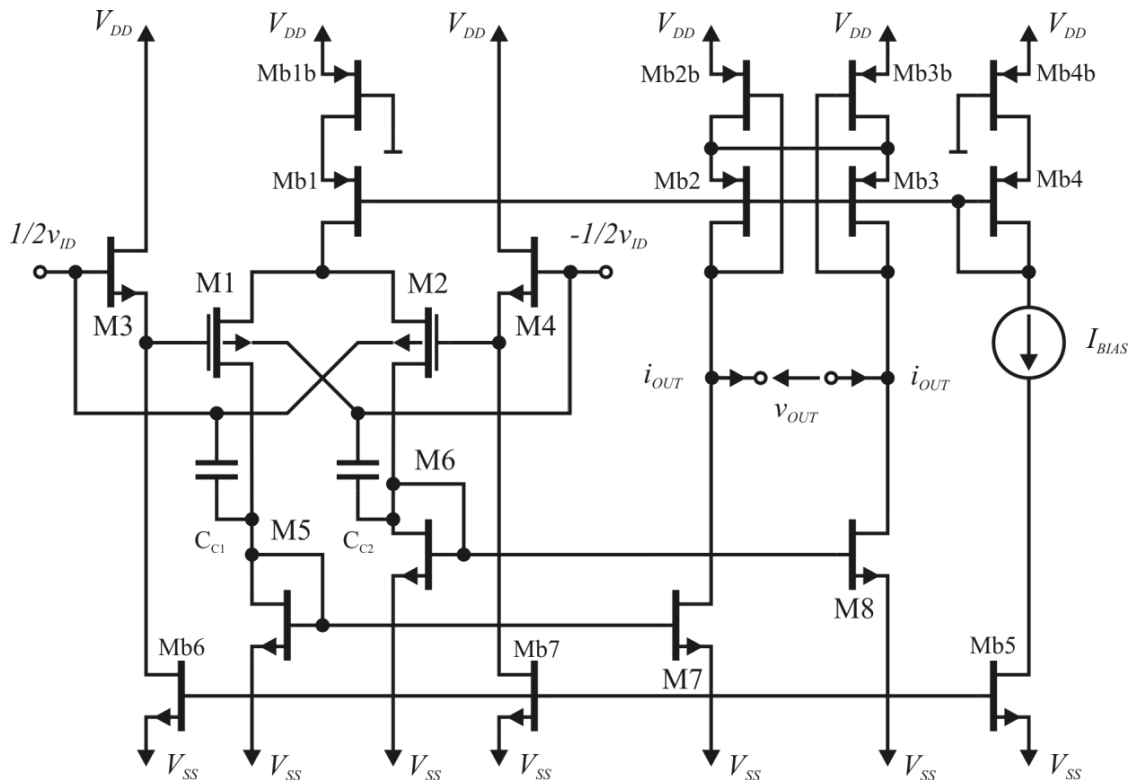 V_DD V_DD V_DD V_DD V_DD V_DD
Mb1b Mb2b Mb3b Mb4b
Mb1 Mb2 Mb3 Mb4
1/2v_ID -1/2v_ID
M1 M2
M3 M4
I_BIAS
i_OUT i_OUT
v_OUT
M6
C_C1 M5 C_C2
M8
Mb6 Mb7 M7 Mb5
V_SS V_SS V_SS V_SS V_SS V_SS V_SS